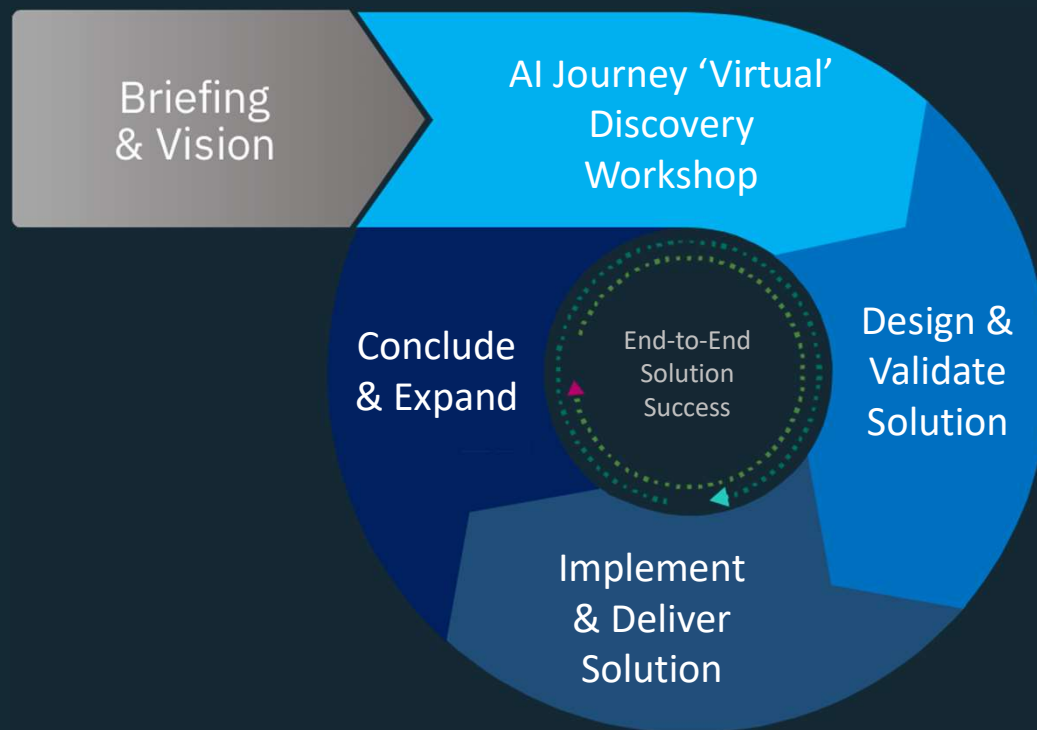 Briefing
& Vision
AI Journey ‘Virtual’
Discovery
Workshop
Design &
Validate
Solution
Implement
& Deliver
Solution
Conclude
& Expand
End-to-End
Solution
Success